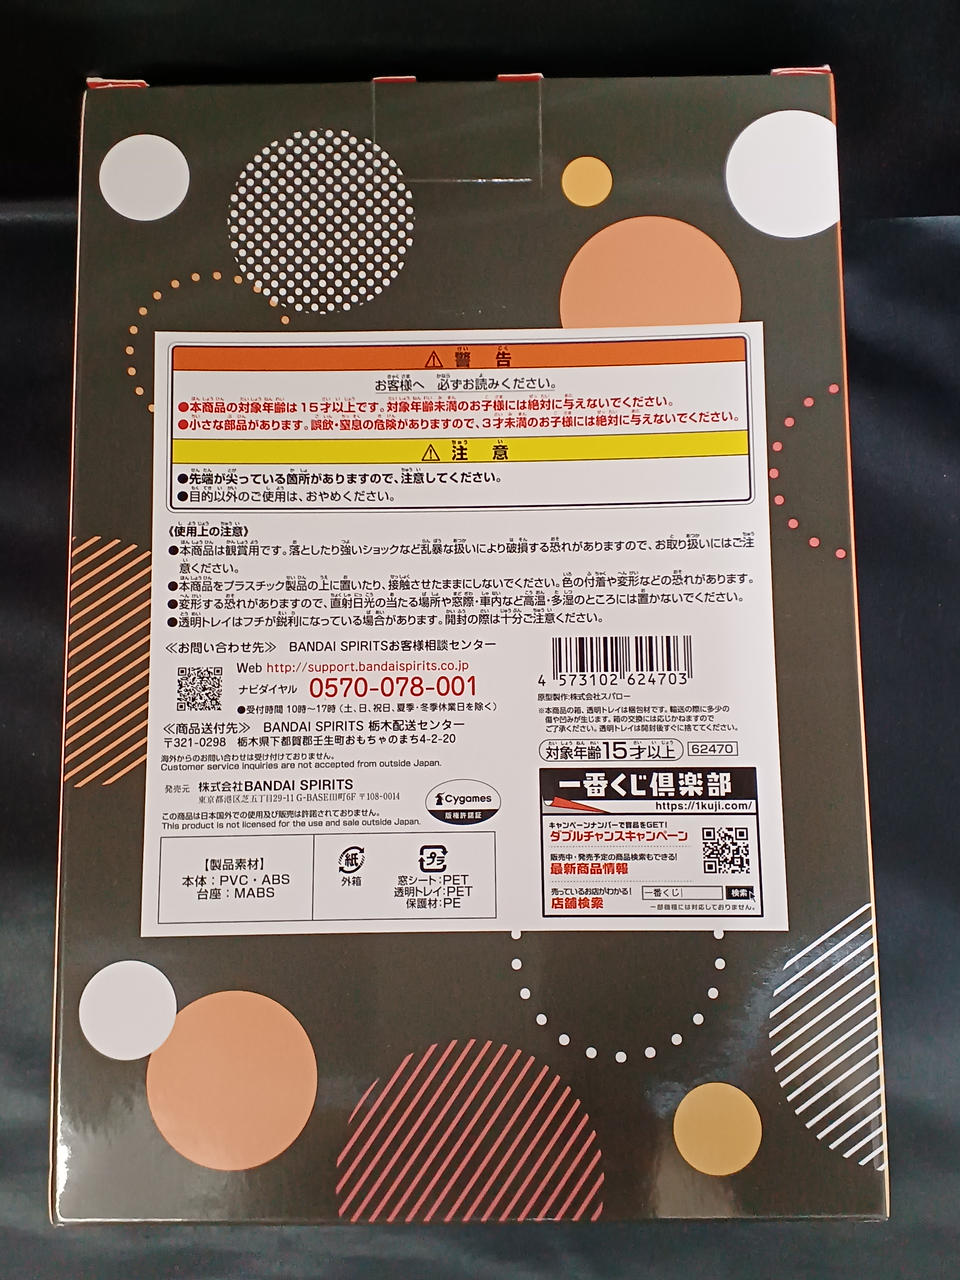 ⚠ 警告
お客様へ 必ずお読みください。
●本商品の対象年齢は15才以上です。対象年齢未満のお子様には絶対に与えないでください。
●小さな部品があります。誤飲・窒息の危険がありますので、3才未満のお子様には絶対に与えないでください。
⚠ 注意
●先端が尖っている箇所がありますので、注意してください。
●目的以外のご使用は、おやめください。
《使用上の注意》
●本商品は観賞用です。落としたり強いショックなど乱暴な扱いにより破損する恐れがありますので、お取り扱いにはご注
意ください。
●本商品をプラスチック製品の上に置いたり、接触させたままにしないでください。色の付着や変形などの恐れがあります。
●変形する恐れがありますので、直射日光の当たる場所や窓際・車内など高温・多湿のところには置かないでください。
●透明トレイはフチが鋭利になっている場合があります。開封の際は十分ご注意ください。
≪お問い合わせ先≫ BANDAI SPIRITSお客様相談センター
Web http://support.bandaispirits.co.jp
ナビダイヤル 0570-078-001
●受付時間 10時〜17時(土、日、祝日、夏季・冬季休業日を除く)
≪商品送付先≫ BANDAI SPIRITS 栃木配送センター
〒321-0298 栃木県下都賀郡壬生町おもちゃのまち4-2-20
海外からのお問い合わせは受け付けておりません。
Customer service inquiries are not accepted from outside Japan.
発売元 株式会社BANDAI SPIRITS
東京都港区芝五丁目29-11 G-BASE田町6F 〒108-0014
この商品は日本国外での使用及び販売は許諾されておりません。
This product is not licensed for the use and sale outside Japan.
Cygames
版権許諾証
【製品素材】
本体:PVC・ABS
台座:MABS
紙
外箱
プラ
窓シート:PET
透明トレイ:PET
保護材:PE
4 573102 624703
原型製作:株式会社スパロー
※本商品の箱、透明トレイは梱包材です。輸送の際に多少の
傷や凹みが生じます。箱の交換には応じかねますので
ご了承ください。透明トレイは開封後すぐに捨ててください。
対象年齢15才以上 62470
一番くじ倶楽部
https://1kuji.com/
キャンペーンナンバーで賞品をGET!
ダブルチャンスキャンペーン
販売中・発売予定の商品検索もできる!
最新商品情報
売っているお店がわかる!
店舗検索
一番くじ 検索
一部機種には対応しておりません。